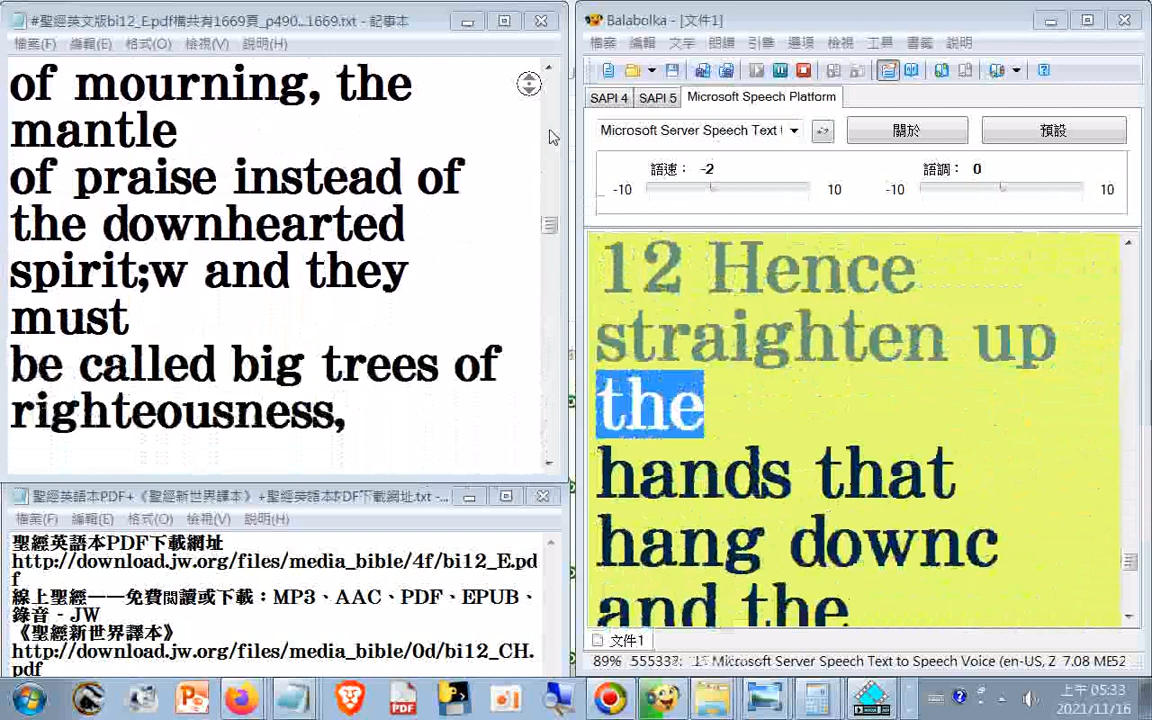 #聖經英文版bi12_E.pdf檔共有1669頁_p490...1669.txt - 記事本
檔案(F) 編輯(E) 格式(O) 檢視(V) 說明(H)
of mourning, the
mantle
of praise instead of
the downhearted
spirit;w and they
must
be called big trees of
righteousness,
聖經英語本PDF+《聖經新世界譯本》+聖經英語本PDF下載網址.txt - ...
檔案(F) 編輯(E) 格式(O) 檢視(V) 說明(H)
聖經英語本PDF下載網址
http://download.jw.org/files/media_bible/4f/bi12_E.pd
f
線上聖經——免費閱讀或下載：MP3、AAC、PDF、EPUB、
錄音 - JW
《聖經新世界譯本》
http://download.jw.org/files/media_bible/0d/bi12_CH.
pdf
Balabolka - [文件1]
檔案 編輯 文字 朗讀 引擎 選項 檢視 工具 書籤 說明
SAPI 4 SAPI 5 Microsoft Speech Platform
Microsoft Server Speech Text 關於 預設
語速： -2 語調： 0
-10 10 -10 10
12 Hence
straighten up
the
hands that
hang downc
and the
文件1
89% 555337: Microsoft Server Speech Text to Speech Voice (en-US, Z 7.08 ME52
上午 05:33
2021/11/16